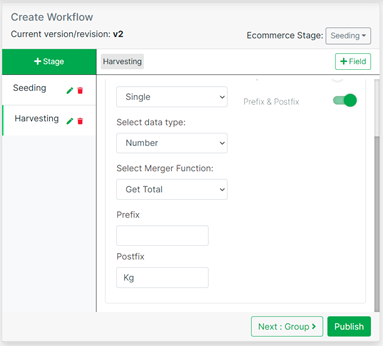 Create Workflow
Current version/revision: v2
Ecommerce Stage: Seeding
+ Stage
Harvesting
+ Field
Seeding
Harvesting
Single
Prefix & Postfix
Select data type:
Number
Select Merger Function:
Get Total
Prefix
Postfix
Kg
Next : Group >
Publish